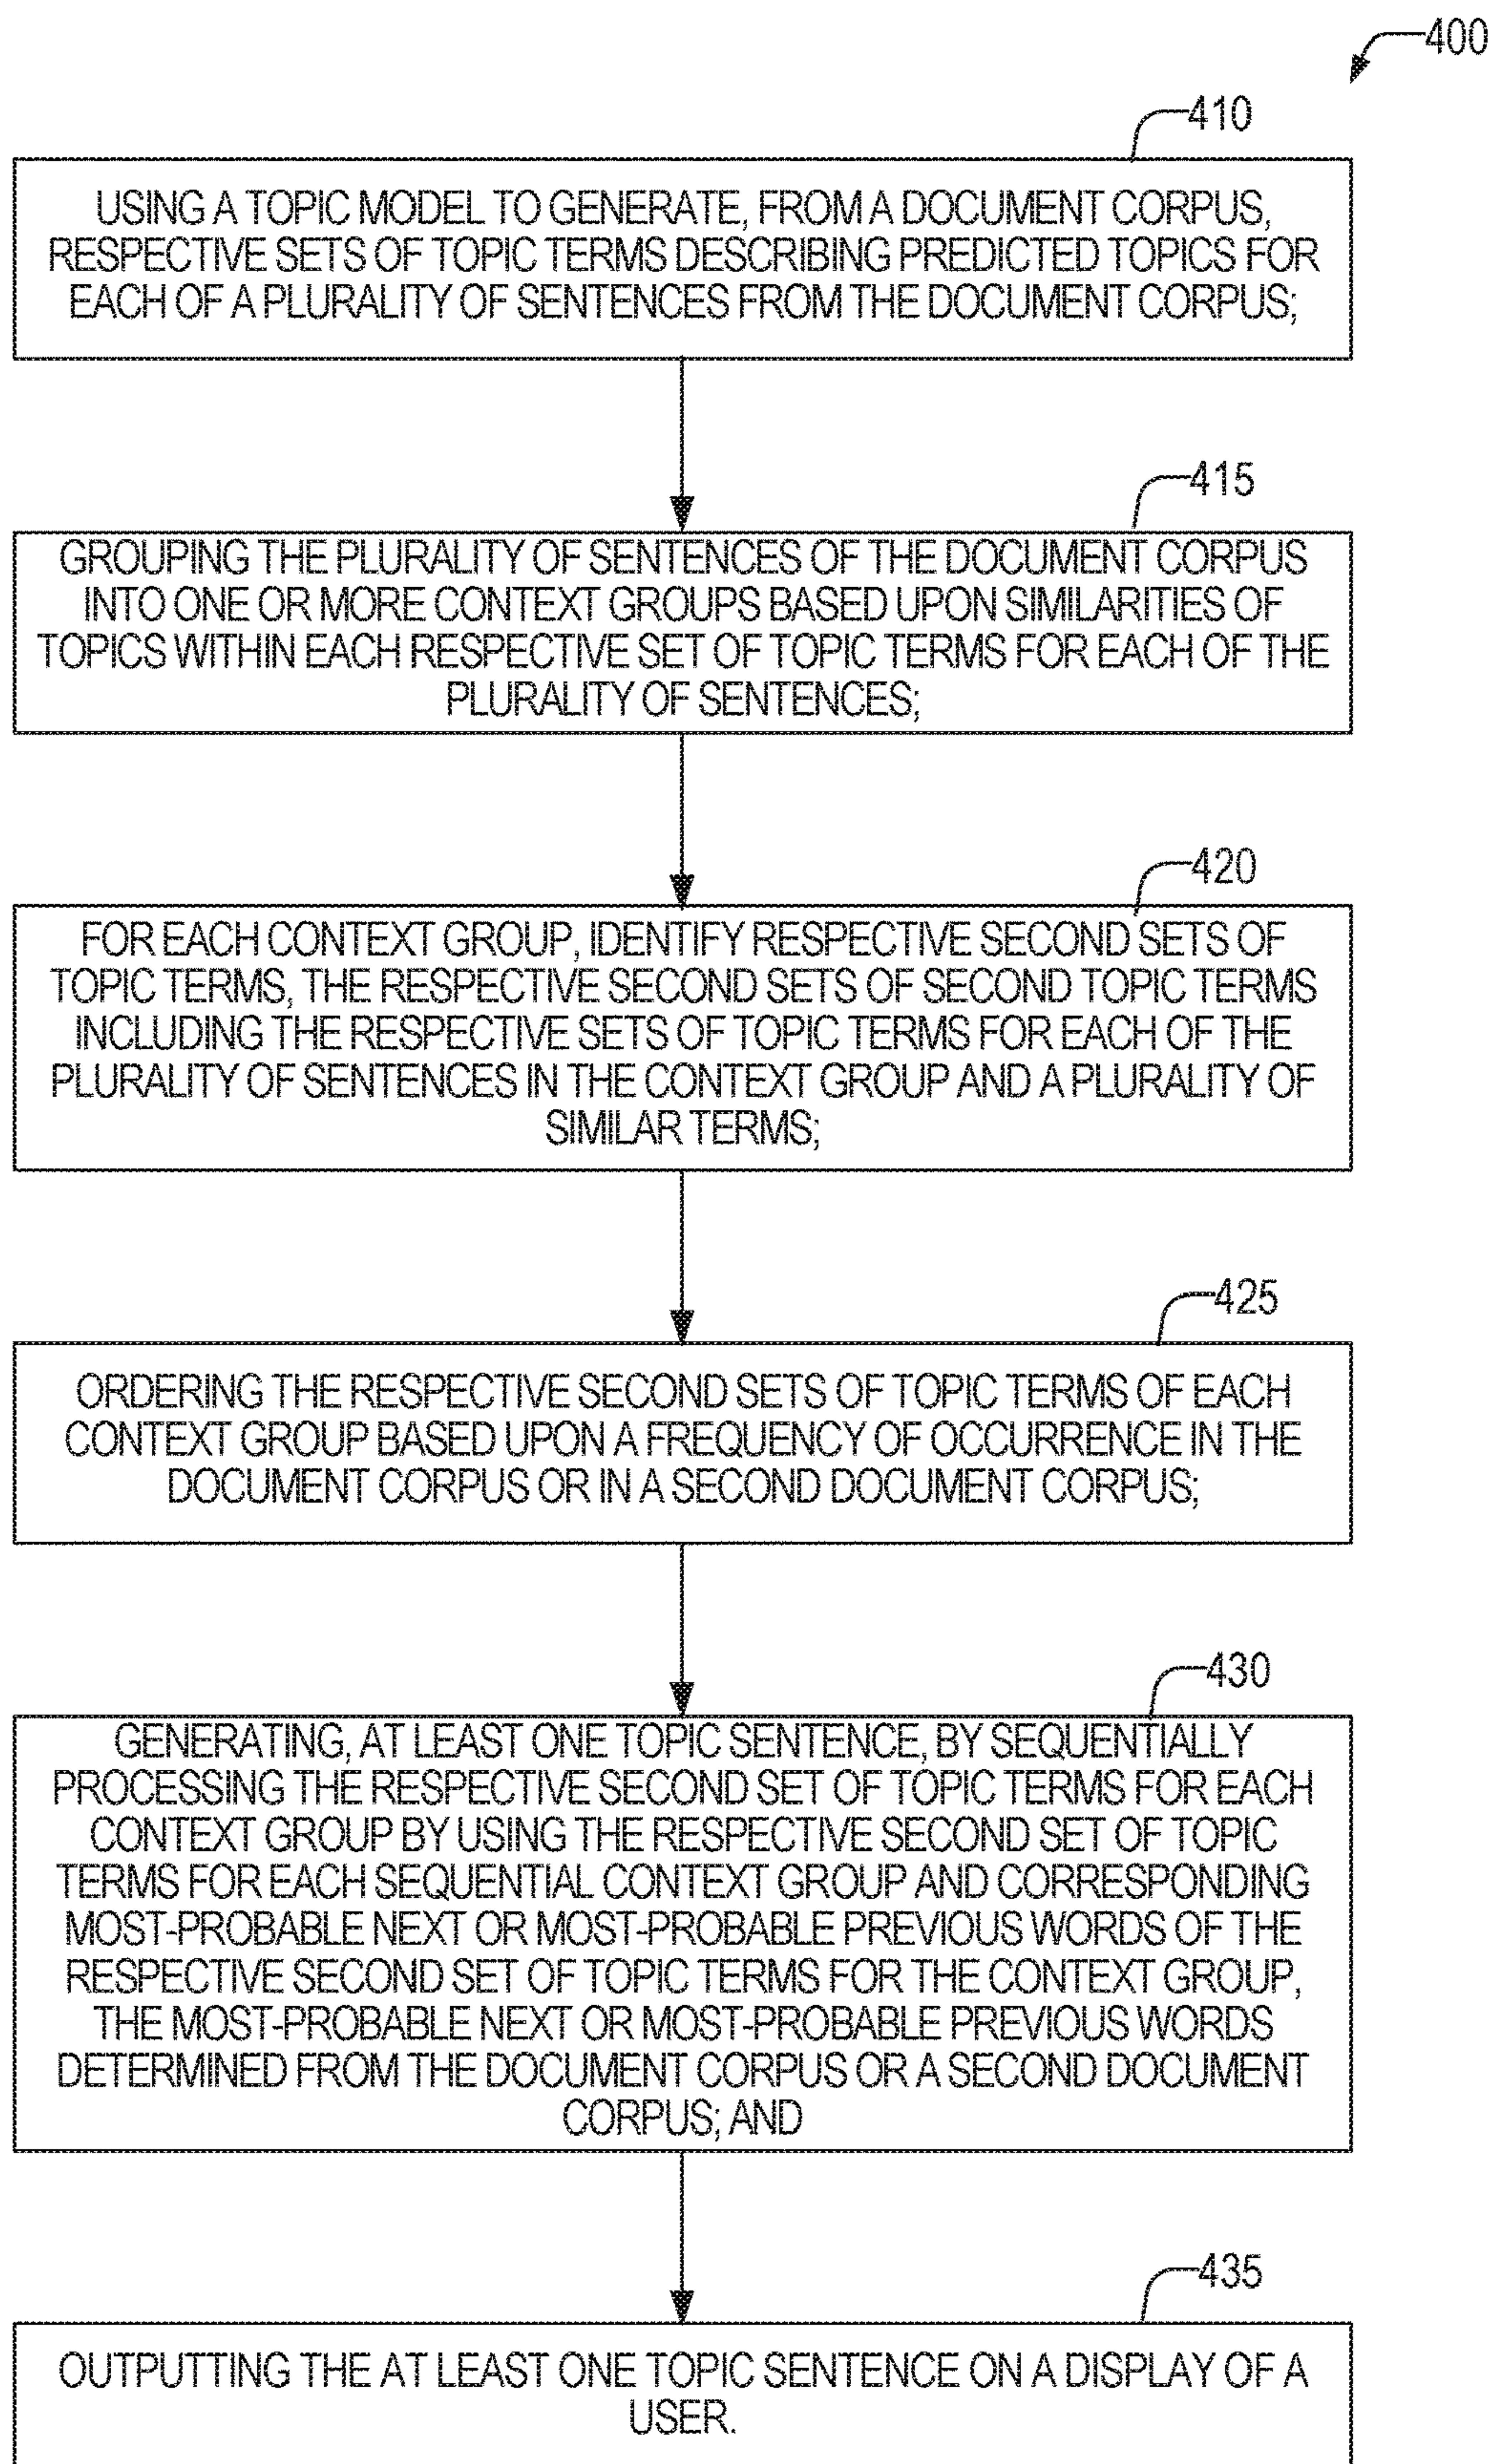 400
410
USING A TOPIC MODEL TO GENERATE, FROM A DOCUMENT CORPUS,
RESPECTIVE SETS OF TOPIC TERMS DESCRIBING PREDICTED TOPICS FOR
EACH OF A PLURALITY OF SENTENCES FROM THE DOCUMENT CORPUS;
415
GROUPING THE PLURALITY OF SENTENCES OF THE DOCUMENT CORPUS
INTO ONE OR MORE CONTEXT GROUPS BASED UPON SIMILARITIES OF
TOPICS WITHIN EACH RESPECTIVE SET OF TOPIC TERMS FOR EACH OF THE
PLURALITY OF SENTENCES;
420
FOR EACH CONTEXT GROUP, IDENTIFY RESPECTIVE SECOND SETS OF
TOPIC TERMS, THE RESPECTIVE SECOND SETS OF SECOND TOPIC TERMS
INCLUDING THE RESPECTIVE SETS OF TOPIC TERMS FOR EACH OF THE
PLURALITY OF SENTENCES IN THE CONTEXT GROUP AND A PLURALITY OF
SIMILAR TERMS;
425
ORDERING THE RESPECTIVE SECOND SETS OF TOPIC TERMS OF EACH
CONTEXT GROUP BASED UPON A FREQUENCY OF OCCURRENCE IN THE
DOCUMENT CORPUS OR IN A SECOND DOCUMENT CORPUS;
430
GENERATING, AT LEAST ONE TOPIC SENTENCE, BY SEQUENTIALLY
PROCESSING THE RESPECTIVE SECOND SET OF TOPIC TERMS FOR EACH
CONTEXT GROUP BY USING THE RESPECTIVE SECOND SET OF TOPIC
TERMS FOR EACH SEQUENTIAL CONTEXT GROUP AND CORRESPONDING
MOST-PROBABLE NEXT OR MOST-PROBABLE PREVIOUS WORDS OF THE
RESPECTIVE SECOND SET OF TOPIC TERMS FOR THE CONTEXT GROUP,
THE MOST-PROBABLE NEXT OR MOST-PROBABLE PREVIOUS WORDS
DETERMINED FROM THE DOCUMENT CORPUS OR A SECOND DOCUMENT
CORPUS; AND
435
OUTPUTTING THE AT LEAST ONE TOPIC SENTENCE ON A DISPLAY OF A
USER.